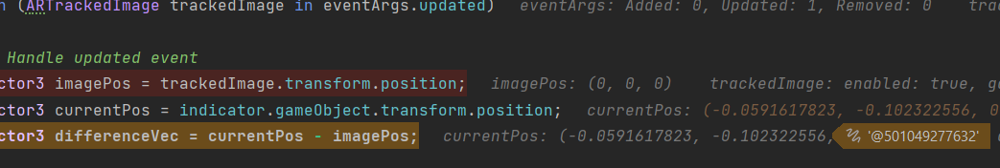 n (ARTrackedImage trackedImage in eventArgs.updated) eventArgs: Added: 0, Updated: 1, Removed: 0 trac
Handle updated event
ctor3 imagePos = trackedImage.transform.position; imagePos: (0, 0, 0) trackedImage: enabled: true, g
ctor3 currentPos = indicator.gameObject.transform.position; currentPos: (-0.0591617823, -0.102322556, 0
ctor3 differenceVec = currentPos - imagePos; currentPos: (-0.0591617823, -0.102322556, '@501049277632'